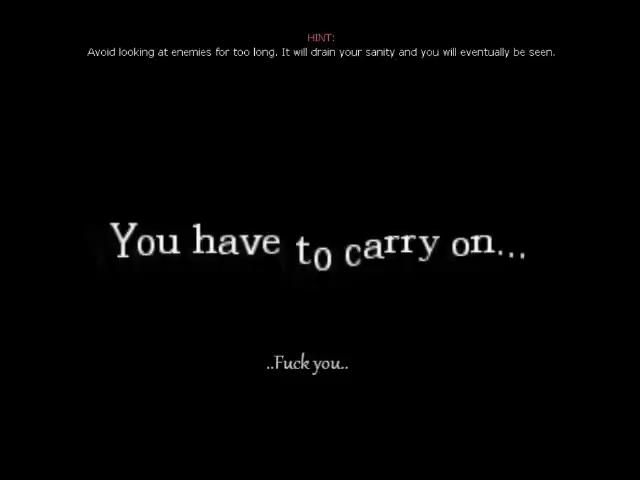 HINT:
Avoid looking at enemies for too long. It will drain your sanity and you will eventually be seen.
You have to carry on...
..Fuck you..